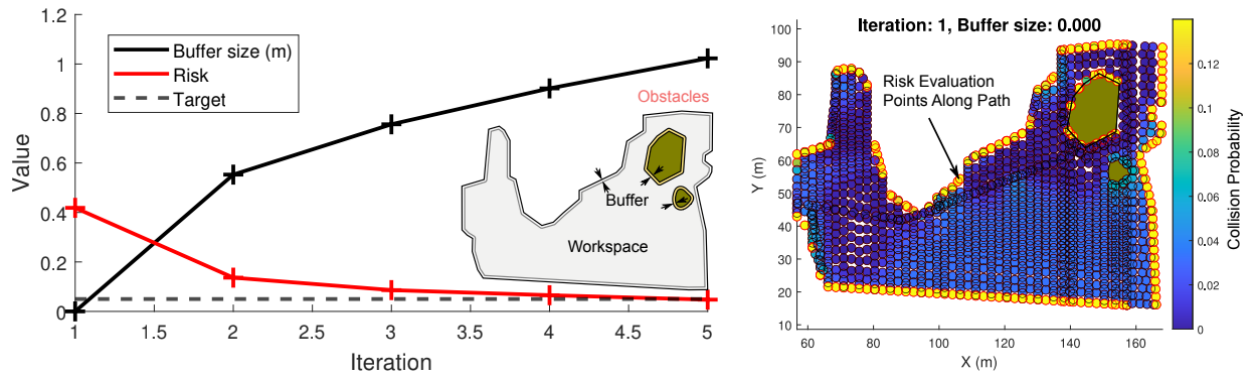 Value
1.2
1
0.8
0.6
0.4
0.2
0
Buffer size (m)
Risk
Target
Obstacles
Buffer
Workspace
1 1.5 2 2.5 3 3.5 4 4.5 5
Iteration
Iteration: 1, Buffer size: 0.000
Y (m)
100
90
80
70
60
50
40
30
20
10
Risk Evaluation
Points Along Path
60 80 100 120 140 160
X (m)
0.12
0.1
0.08
0.06
0.04
0.02
0
Collision Probability